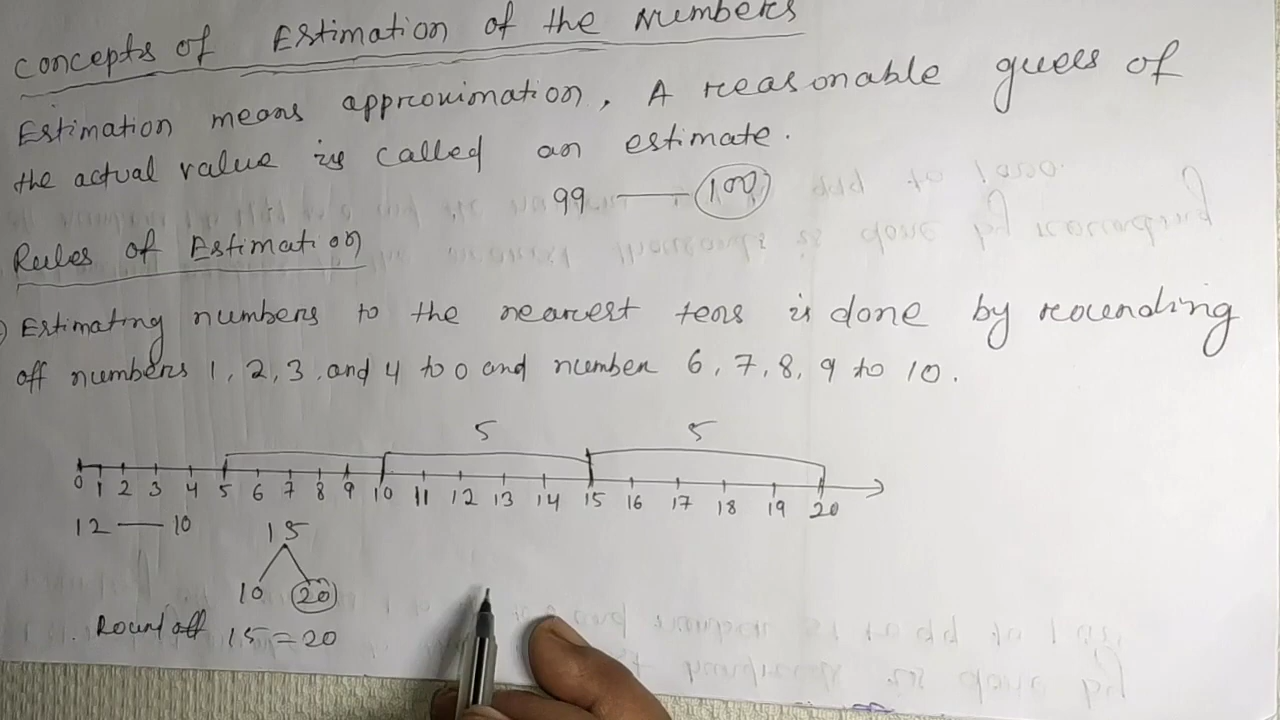 Concepts of Estimation of the Numbers
Estimation means approximation, A reasonable guees of
the actual value is called an estimate.
99 — 100
Rules of Estimation
) Estimating numbers to the nearest tens is done by rounding
off numbers 1, 2, 3, and 4 to 0 and number 6, 7, 8, 9 to 10.
5 5
0 1 2 3 4 5 6 7 8 9 10 11 12 13 14 15 16 17 18 19 20
12 — 10
15
10 20
Round off 15 = 20